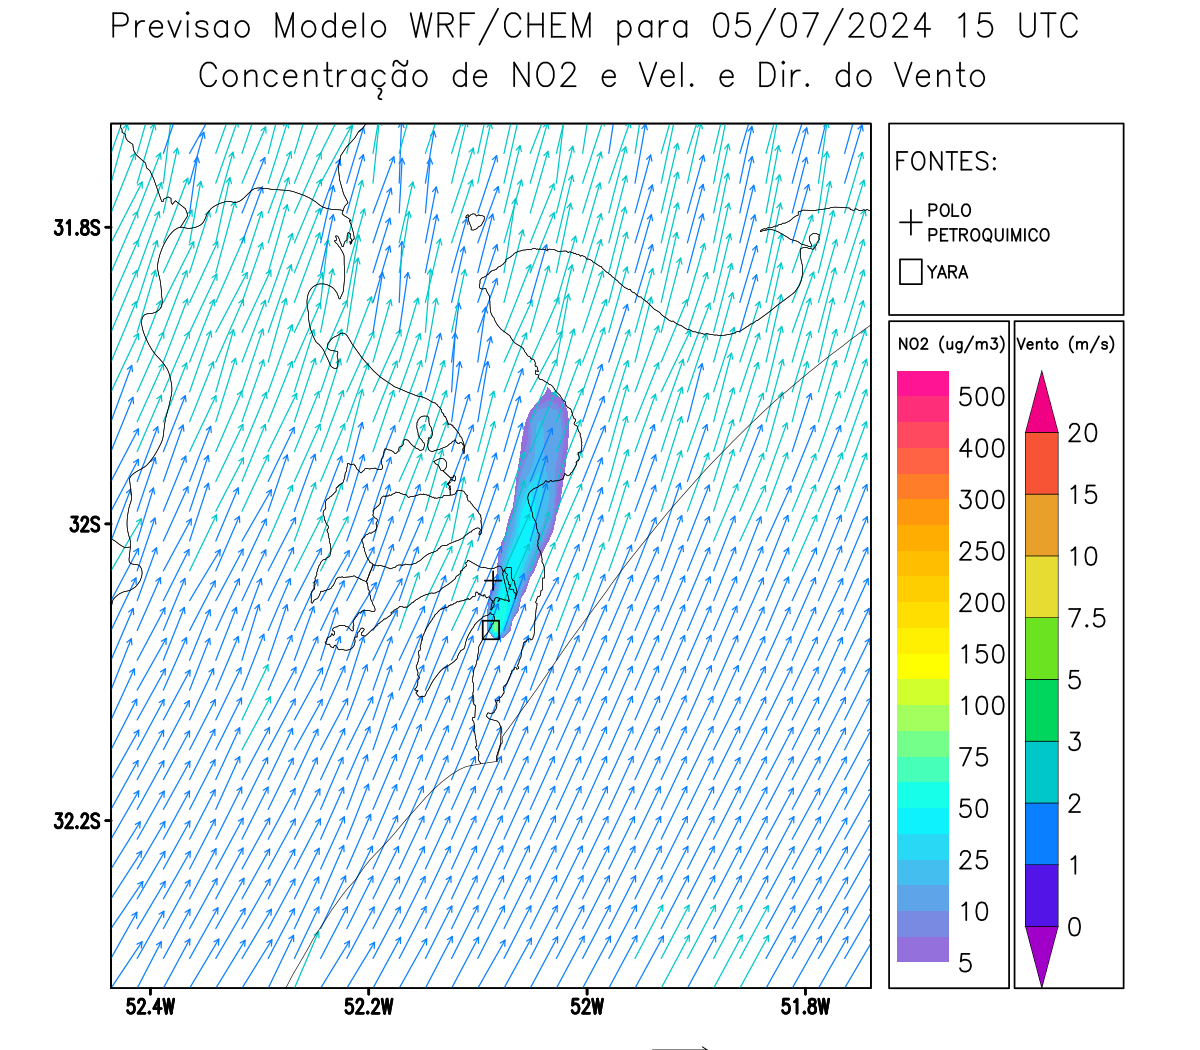 Previsao Modelo WRF/CHEM para 05/07/2024 15 UTC
Concentração de NO2 e Vel. e Dir. do Vento
FONTES:
POLO
PETROQUIMICO
YARA
31.8S
32S
32.2S
52.4W
52.2W
52W
51.8W
NO2 (ug/m3)
500
400
300
250
200
150
100
75
50
25
10
5
Vento (m/s)
20
15
10
7.5
5
3
2
1
0